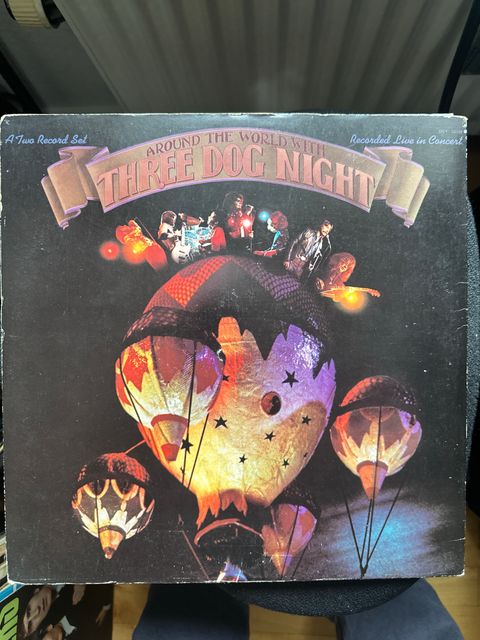 A Two Record Set
Recorded Live in Concert
AROUND THE WORLD WITH
THREE DOG NIGHT